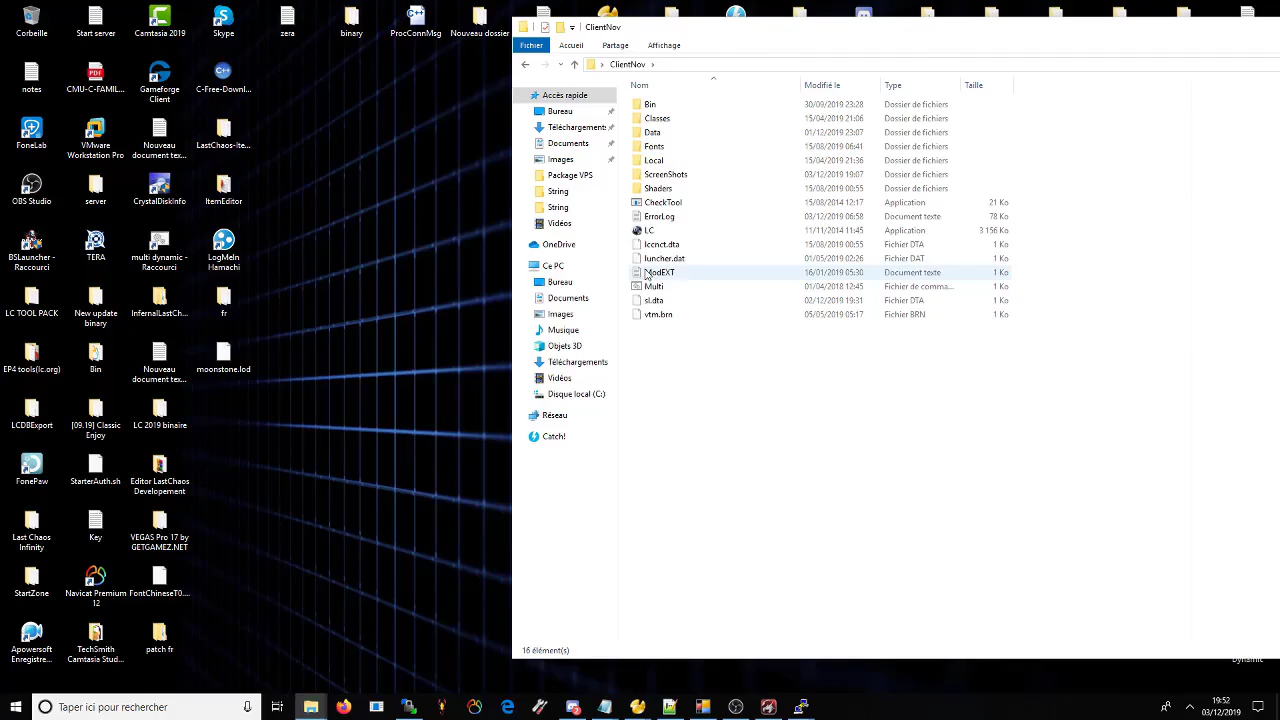 Corbeille
Start server
Camtasia 2019
Skype
zera
binary
ProcConnMsg
Nouveau dossier
notes
CMU-C-FAMIL...
Gameforge
Client
C-Free-Downl...
FoneLab
VMware
Workstation Pro
Nouveau
document tex...
LastChaos-Ite...
OBS Studio
server
CrystalDiskInfo
ItemEditor
BSLauncher -
Raccourci
TERA
multi dynamic -
Raccourci
LogMeIn
Hamachi
LC TOOL PACK
New update
binary
InfernalLastCh...
fr
EP4 tools(lc.org)
Bin
Nouveau
document tex...
moonstone.lod
LCDBExport
[09.19] Classic
Enjoy
LC 2019 binaire
FonePaw
StarterAuth.sh
Editor LastChaos
Developement
Last Chaos
Infinity
Key
VEGAS Pro 17 by
GETGAMEZ.NET
StartZone
Navicat Premium
12
FontChineseT0....
Apowersoft
Enregistre...
TechSmith
Camtasia Stud...
patch fr
ClientNov
Fichier
Accueil
Partage
Affichage
ClientNov
Nom
Modifié le
Type
Taille
Accès rapide
Bureau
Téléchargements
Documents
Images
Package VPS
String
String
Vidéos
OneDrive
Ce PC
Bureau
Documents
Images
Musique
Objets 3D
Téléchargements
Vidéos
Disque local (C:)
Réseau
Catch!
Bin 30/09/2019 23:28 Dossier de fichiers
Classes 15/04/2019 21:06 Dossier de fichiers
Data 01/12/2019 23:07 Dossier de fichiers
Fonts 15/08/2019 06:41 Dossier de fichiers
Local 15/04/2019 21:36 Dossier de fichiers
ScreenShots 03/12/2019 19:07 Dossier de fichiers
Shaders 15/08/2019 00:55 Dossier de fichiers
CheckTool 15/08/2014 12:17 Application 21 Ko
ErrorLog 03/12/2019 06:58 Document texte 78 Ko
LC 11/11/2014 11:45 Application 3 156 Ko
lccnct.dta 15/08/2019 00:55 Fichier DTA 1 Ko
luncher.dat 01/05/2019 02:26 Fichier DAT 1 Ko
ModEXT 16/01/2019 05:30 Document texte 1 Ko
Multi 01/04/2018 12:45 Fichier de comma... 1 Ko
sl.dta 02/12/2019 19:31 Fichier DTA 1 Ko
vtm.brn 05/05/2019 05:17 Fichier BRN 1 Ko
16 élément(s)
Dynamic
Taper ici pour rechercher
19:52
03/12/2019